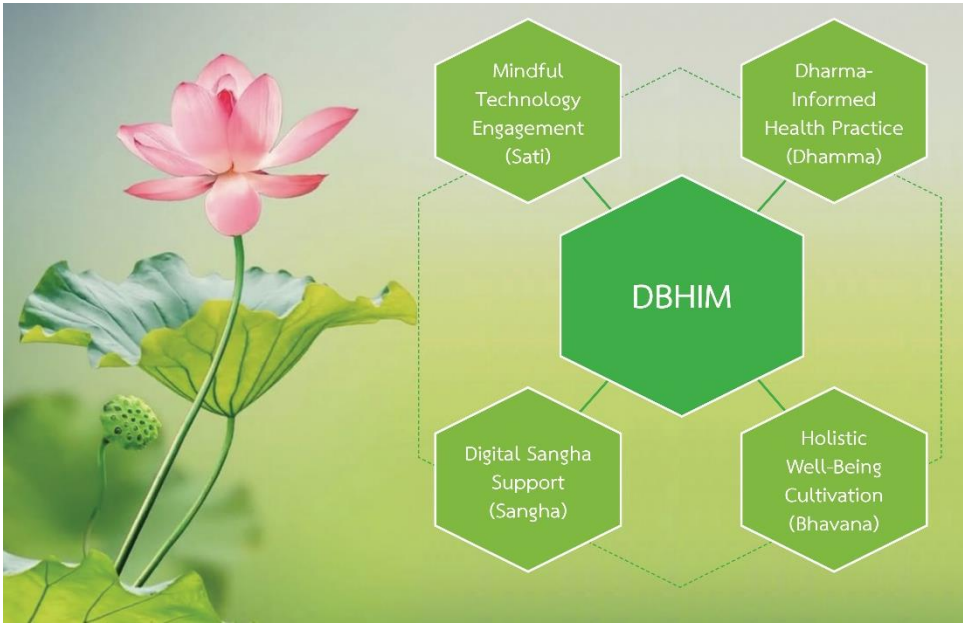 Mindful
Technology
Engagement
(Sati)
Dharma-
Informed
Health Practice
(Dhamma)
DBHIM
Digital Sangha
Support
(Sangha)
Holistic
Well-Being
Cultivation
(Bhavana)